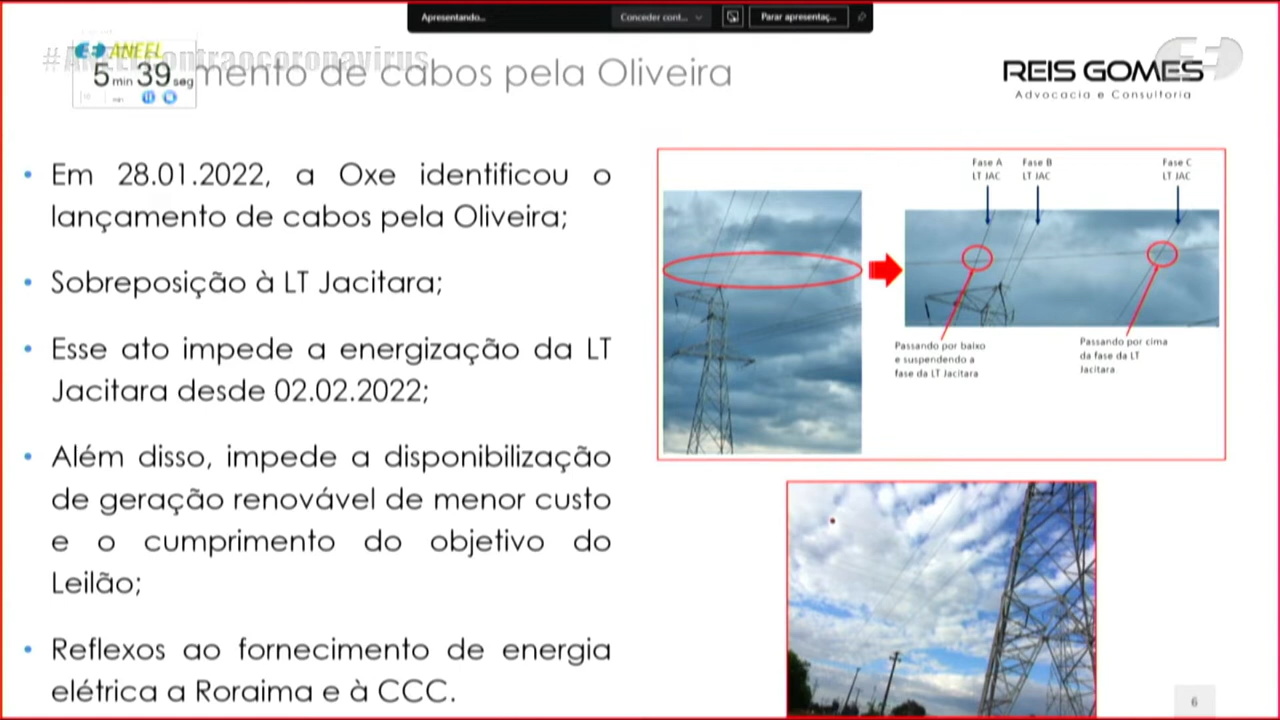 Apresentando...
Conceder cont...
Parar apresentaç...
#ANEELcontraocoronavírus
ANEEL
5 min 39 seg
mento de cabos pela Oliveira
REIS GOMES
Advocacia e Consultoria
• Em 28.01.2022, a Oxe identificou o
lançamento de cabos pela Oliveira;
• Sobreposição à LT Jacitara;
• Esse ato impede a energização da LT
Jacitara desde 02.02.2022;
• Além disso, impede a disponibilização
de geração renovável de menor custo
e o cumprimento do objetivo do
Leilão;
• Reflexos ao fornecimento de energia
elétrica a Roraima e à CCC.
Fase A
LT JAC
Fase B
LT JAC
Fase C
LT JAC
Passando por baixo
e suspendendo a
fase da LT Jacitara
Passando por cima
da fase da LT
Jacitara
6